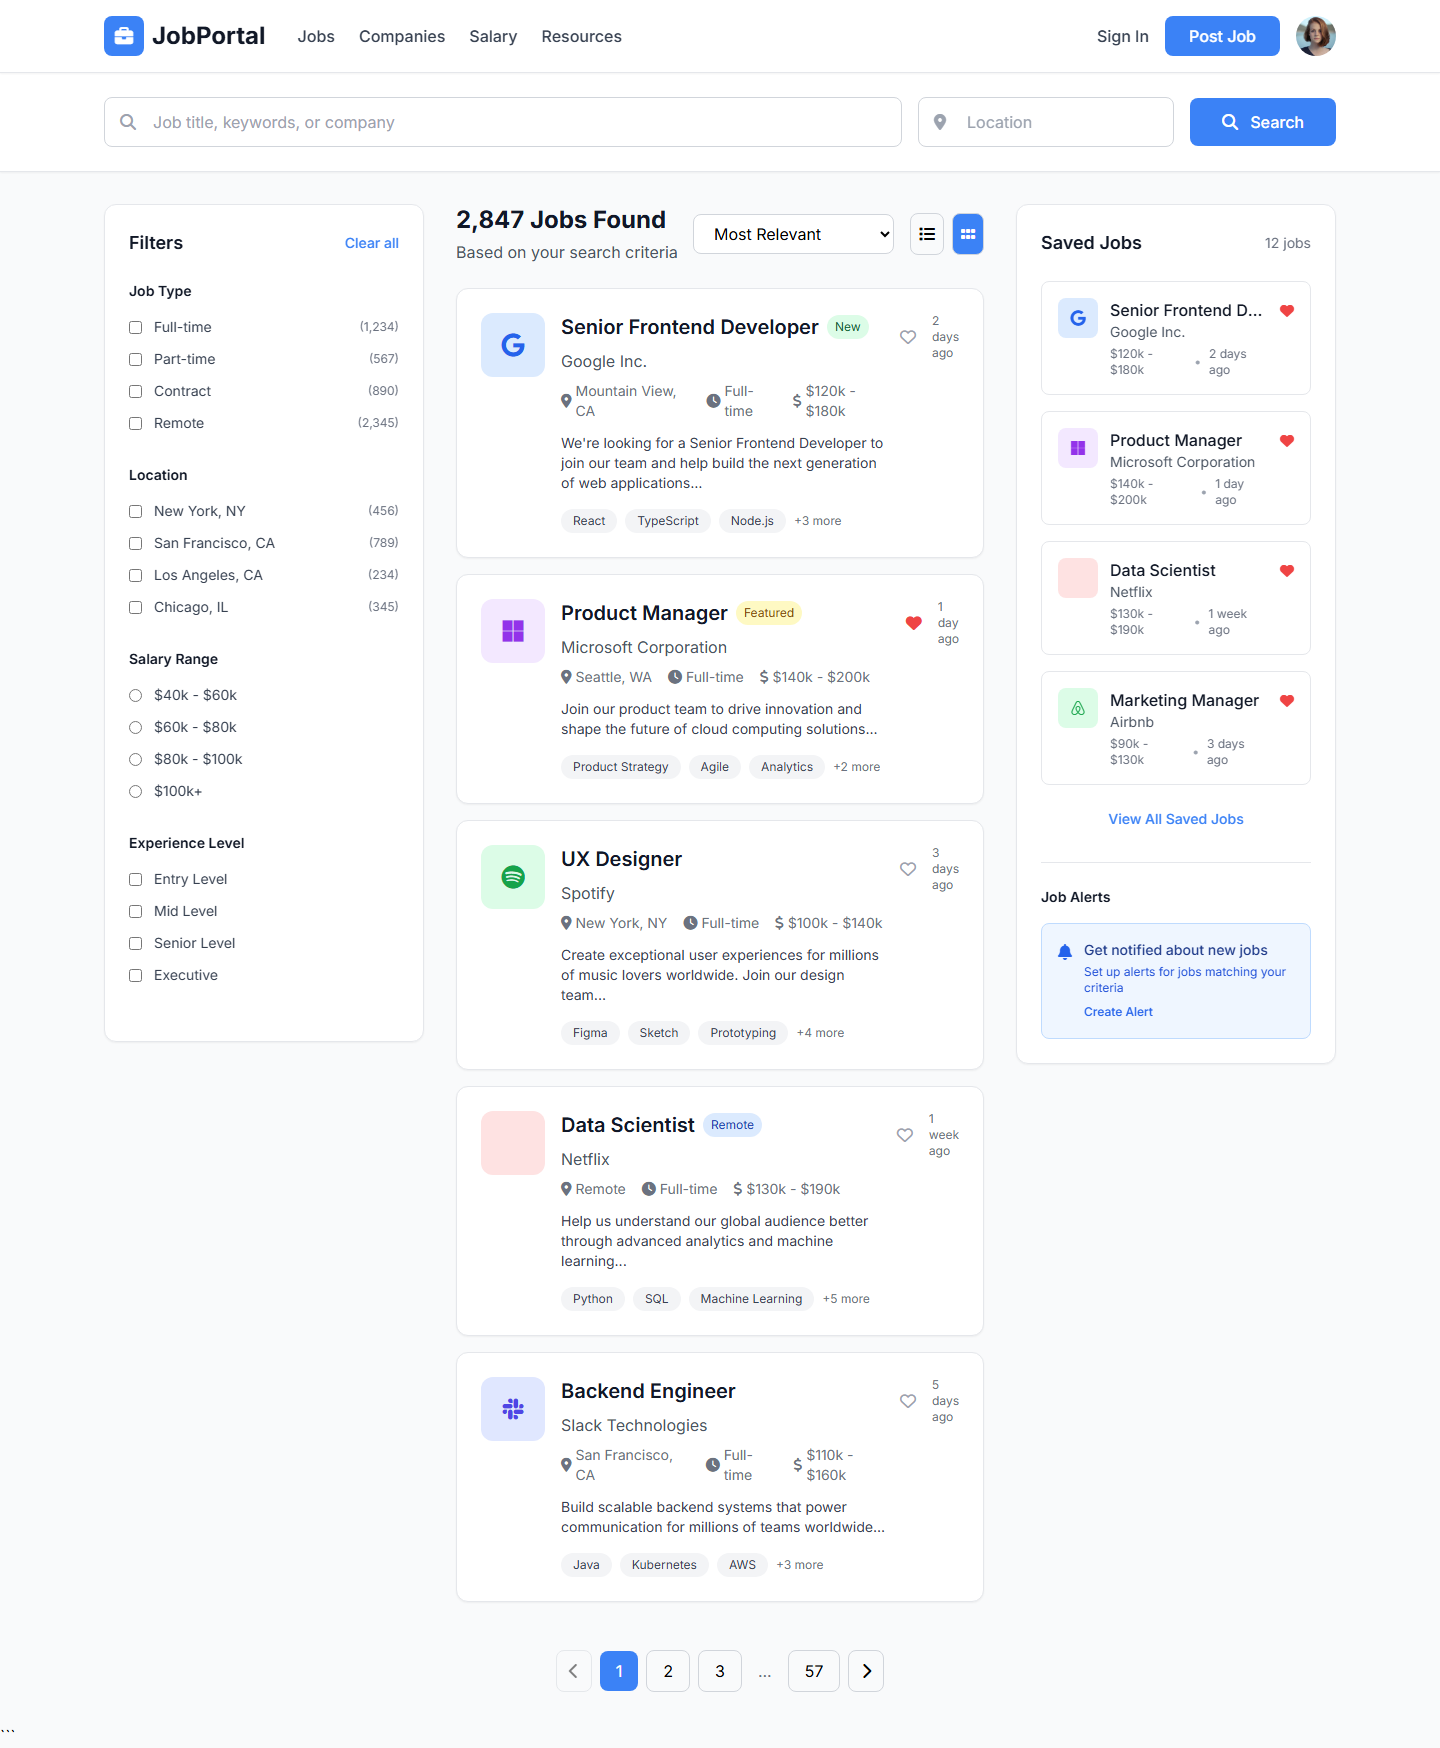 JobPortal
Jobs
Companies
Salary
Resources
Sign In
Post Job
Job title, keywords, or company
Location
Search
Filters
Clear all
Job Type
Full-time (1,234)
Part-time (567)
Contract (890)
Remote (2,345)
Location
New York, NY (456)
San Francisco, CA (789)
Los Angeles, CA (234)
Chicago, IL (345)
Salary Range
$40k - $60k
$60k - $80k
$80k - $100k
$100k+
Experience Level
Entry Level
Mid Level
Senior Level
Executive
2,847 Jobs Found
Based on your search criteria
Most Relevant
Senior Frontend Developer
New
2
days
ago
Google Inc.
Mountain View,
CA
Full-
time
$120k -
$180k
We're looking for a Senior Frontend Developer to
join our team and help build the next generation
of web applications...
React
TypeScript
Node.js
+3 more
Product Manager
Featured
1
day
ago
Microsoft Corporation
Seattle, WA
Full-time
$140k - $200k
Join our product team to drive innovation and
shape the future of cloud computing solutions...
Product Strategy
Agile
Analytics
+2 more
UX Designer
3
days
ago
Spotify
New York, NY
Full-time
$100k - $140k
Create exceptional user experiences for millions
of music lovers worldwide. Join our design
team...
Figma
Sketch
Prototyping
+4 more
Data Scientist
Remote
1
week
ago
Netflix
Remote
Full-time
$130k - $190k
Help us understand our global audience better
through advanced analytics and machine
learning...
Python
SQL
Machine Learning
+5 more
Backend Engineer
5
days
ago
Slack Technologies
San Francisco,
CA
Full-
time
$110k -
$160k
Build scalable backend systems that power
communication for millions of teams worldwide...
Java
Kubernetes
AWS
+3 more
1
2
3
...
57
Saved Jobs
12 jobs
Senior Frontend D...
Google Inc.
$120k -
$180k
•
2 days
ago
Product Manager
Microsoft Corporation
$140k -
$200k
•
1 day
ago
Data Scientist
Netflix
$130k -
$190k
•
1 week
ago
Marketing Manager
Airbnb
$90k -
$130k
•
3 days
ago
View All Saved Jobs
Job Alerts
Get notified about new jobs
Set up alerts for jobs matching your
criteria
Create Alert
```